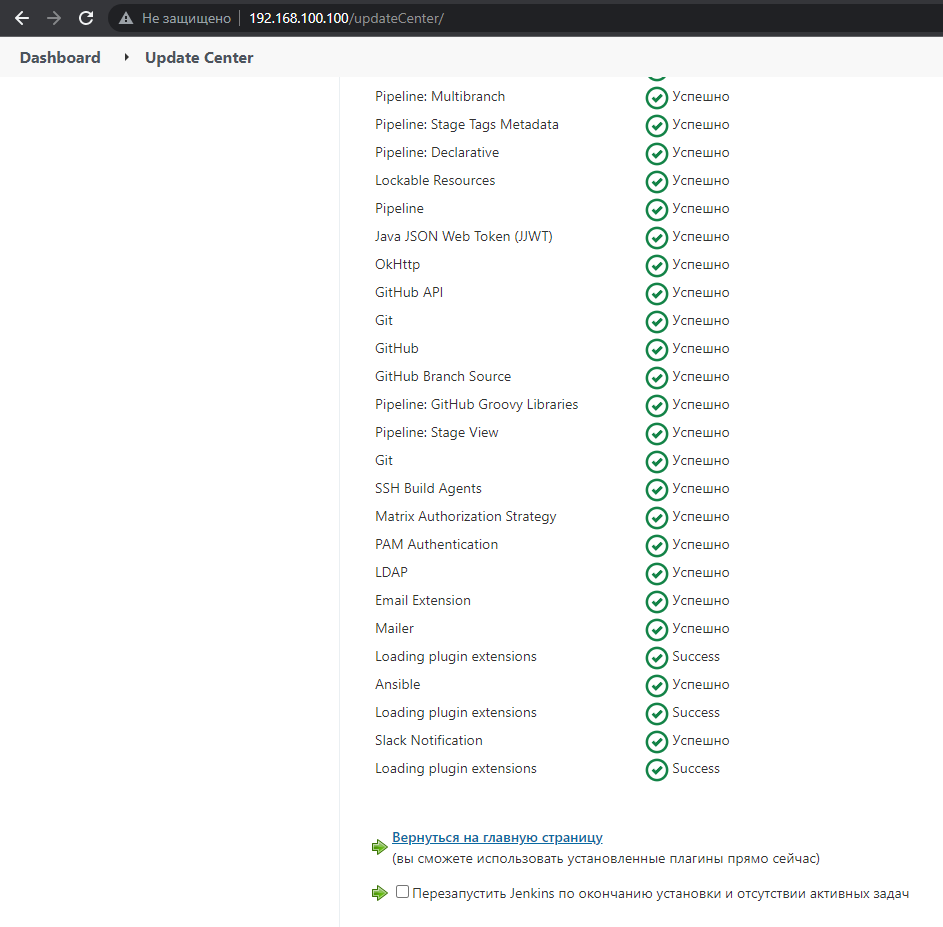 Не защищено 192.168.100.100/updateCenter/
Dashboard Update Center
Pipeline: Multibranch Успешно
Pipeline: Stage Tags Metadata Успешно
Pipeline: Declarative Успешно
Lockable Resources Успешно
Pipeline Успешно
Java JSON Web Token (JJWT) Успешно
OkHttp Успешно
GitHub API Успешно
Git Успешно
GitHub Успешно
GitHub Branch Source Успешно
Pipeline: GitHub Groovy Libraries Успешно
Pipeline: Stage View Успешно
Git Успешно
SSH Build Agents Успешно
Matrix Authorization Strategy Успешно
PAM Authentication Успешно
LDAP Успешно
Email Extension Успешно
Mailer Успешно
Loading plugin extensions Success
Ansible Успешно
Loading plugin extensions Success
Slack Notification Успешно
Loading plugin extensions Success
Вернуться на главную страницу
(вы сможете использовать установленные плагины прямо сейчас)
Перезапустить Jenkins по окончанию установки и отсутствии активных задач